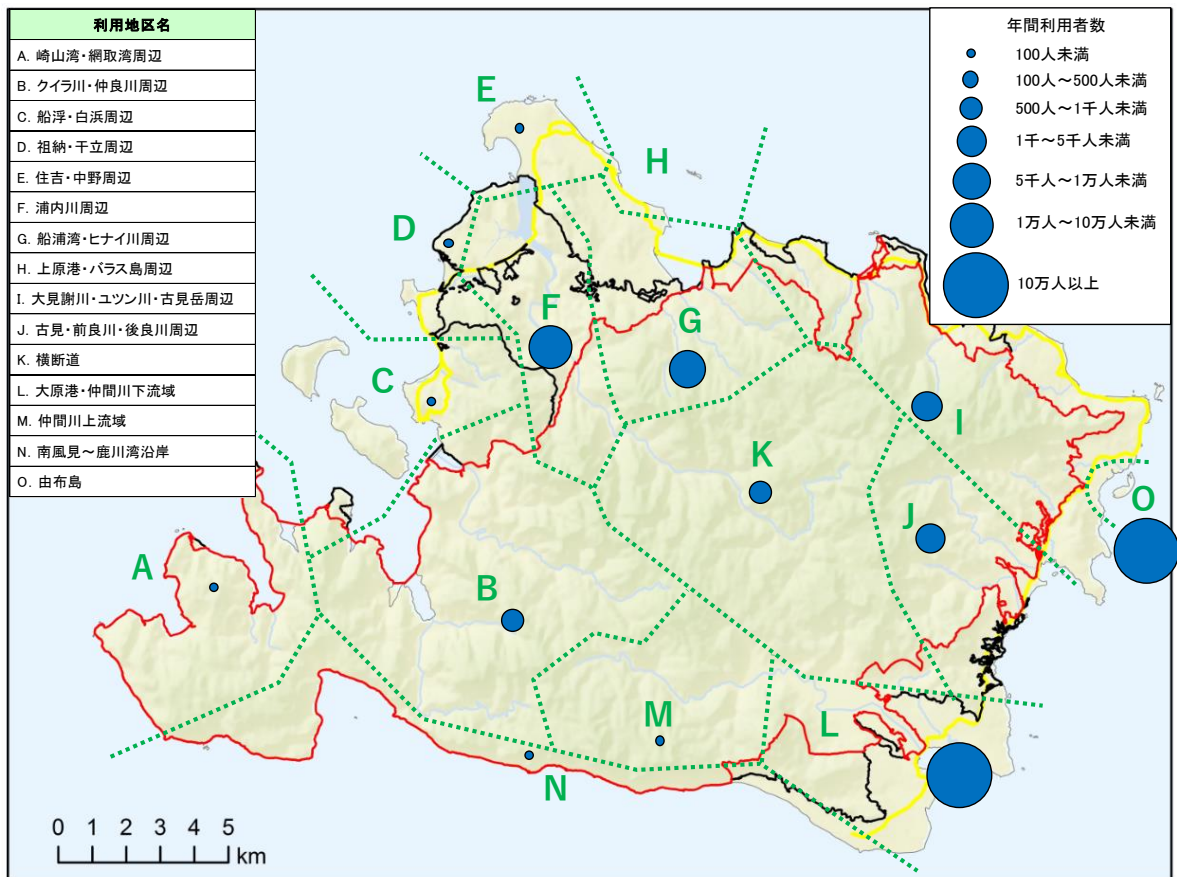 利用地区名
A. 崎山湾・網取湾周辺
B. クイラ川・仲良川周辺
C. 船浮・白浜周辺
D. 祖納・干立周辺
E. 住吉・中野周辺
F. 浦内川周辺
G. 船浦湾・ヒナイ川周辺
H. 上原港・バラス島周辺
I. 大見謝川・ユツン川・古見岳周辺
J. 古見・前良川・後良川周辺
K. 横断道
L. 大原港・仲間川下流域
M. 仲間川上流域
N. 南風見～鹿川湾沿岸
O. 由布島
年間利用者数
100人未満
100人～500人未満
500人～1千人未満
1千～5千人未満
5千人～1万人未満
1万人～10万人未満
10万人以上
E
H
D
F
G
C
I
K
O
J
A
B
M
L
N
0 1 2 3 4 5
km